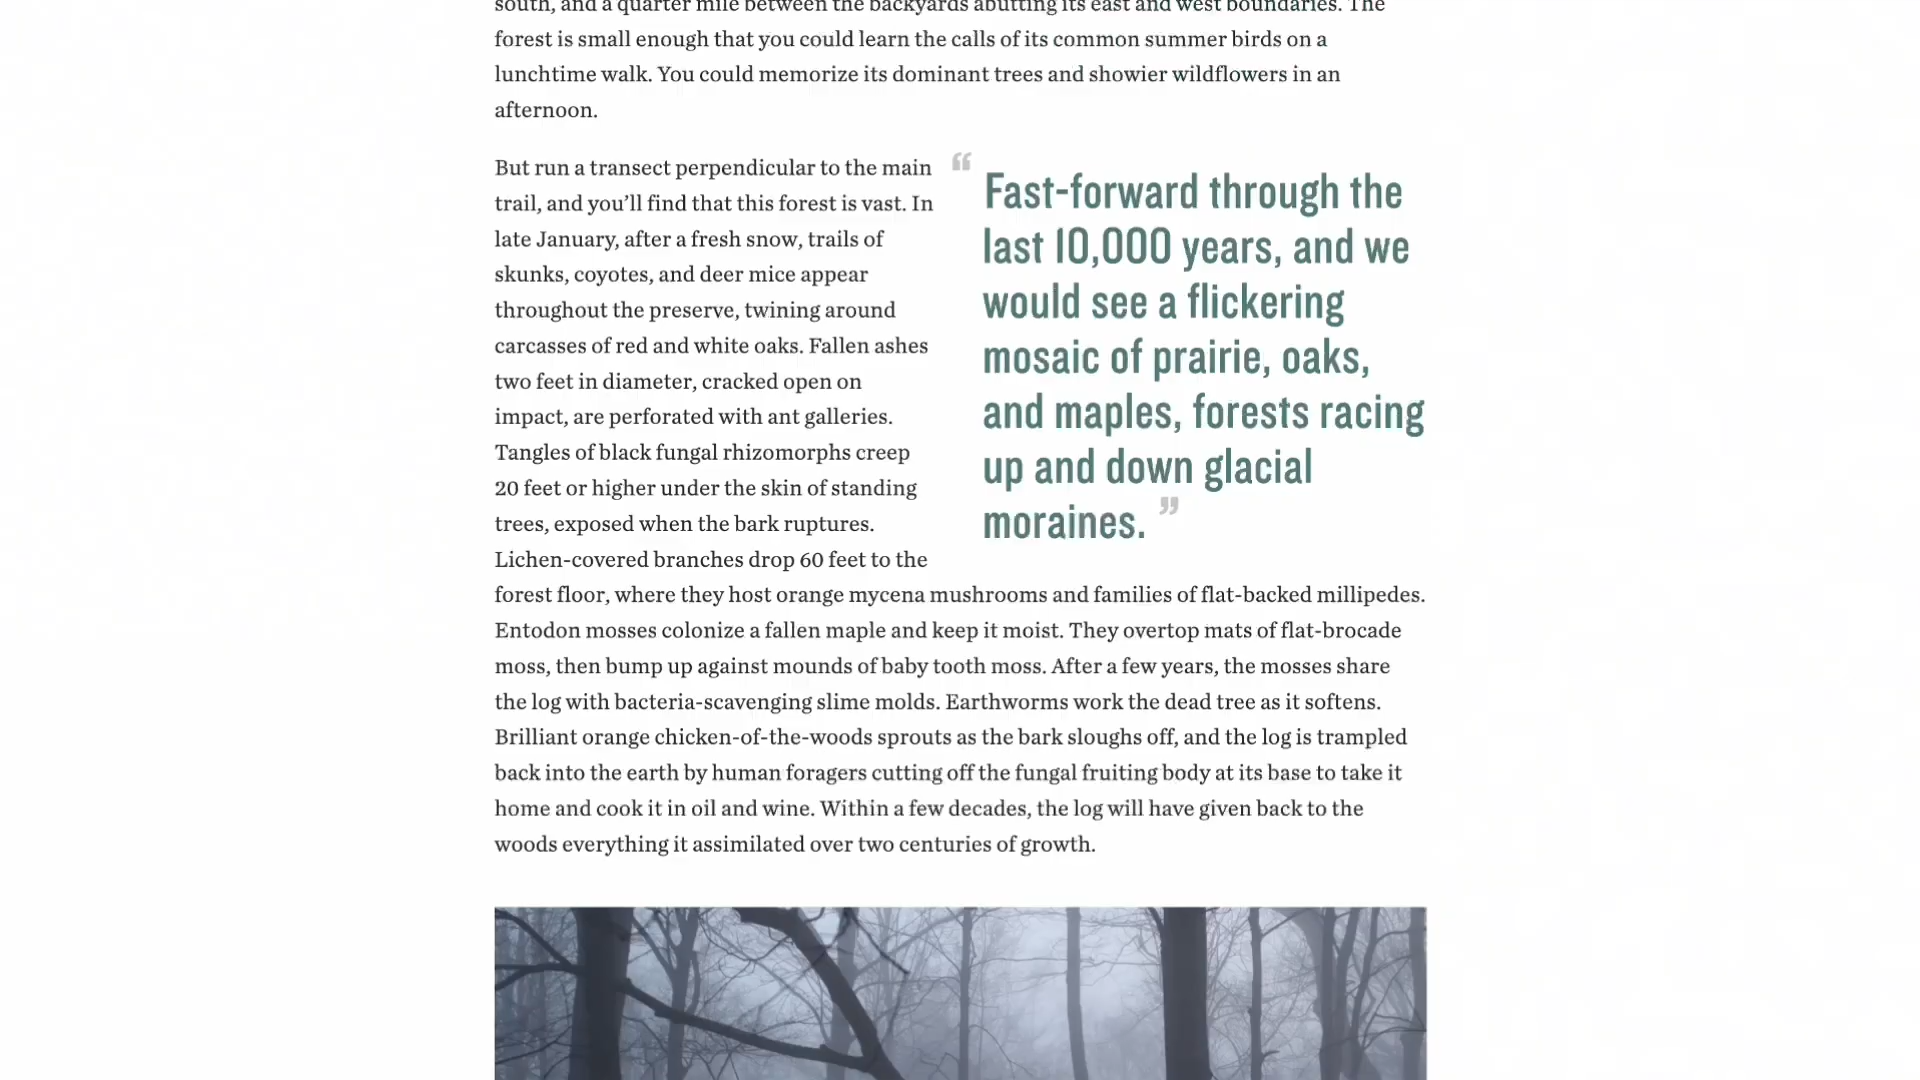 south, and a quarter mile between the backyards abutting its east and west boundaries. The
forest is small enough that you could learn the calls of its common summer birds on a
lunchtime walk. You could memorize its dominant trees and showier wildflowers in an
afternoon.
But run a transect perpendicular to the main
trail, and you’ll find that this forest is vast. In
late January, after a fresh snow, trails of
skunks, coyotes, and deer mice appear
throughout the preserve, twining around
carcasses of red and white oaks. Fallen ashes
two feet in diameter, cracked open on
impact, are perforated with ant galleries.
Tangles of black fungal rhizomorphs creep
20 feet or higher under the skin of standing
trees, exposed when the bark ruptures.
Lichen-covered branches drop 60 feet to the
forest floor, where they host orange mycena mushrooms and families of flat-backed millipedes.
Entodon mosses colonize a fallen maple and keep it moist. They overtop mats of flat-brocade
moss, then bump up against mounds of baby tooth moss. After a few years, the mosses share
the log with bacteria-scavenging slime molds. Earthworms work the dead tree as it softens.
Brilliant orange chicken-of-the-woods sprouts as the bark sloughs off, and the log is trampled
back into the earth by human foragers cutting off the fungal fruiting body at its base to take it
home and cook it in oil and wine. Within a few decades, the log will have given back to the
woods everything it assimilated over two centuries of growth.
“ Fast-forward through the
last 10,000 years, and we
would see a flickering
mosaic of prairie, oaks,
and maples, forests racing
up and down glacial
moraines. ”